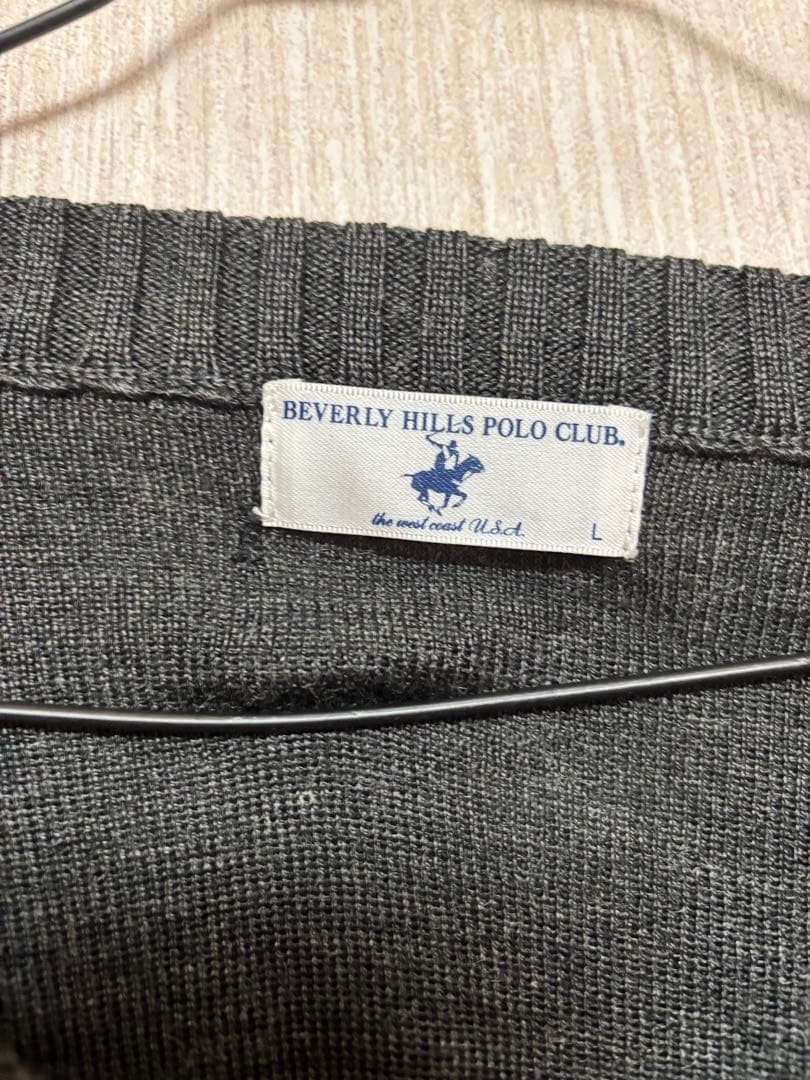 BEVERLY HILLS POLO CLUB®
the west coast U.S.A.
L